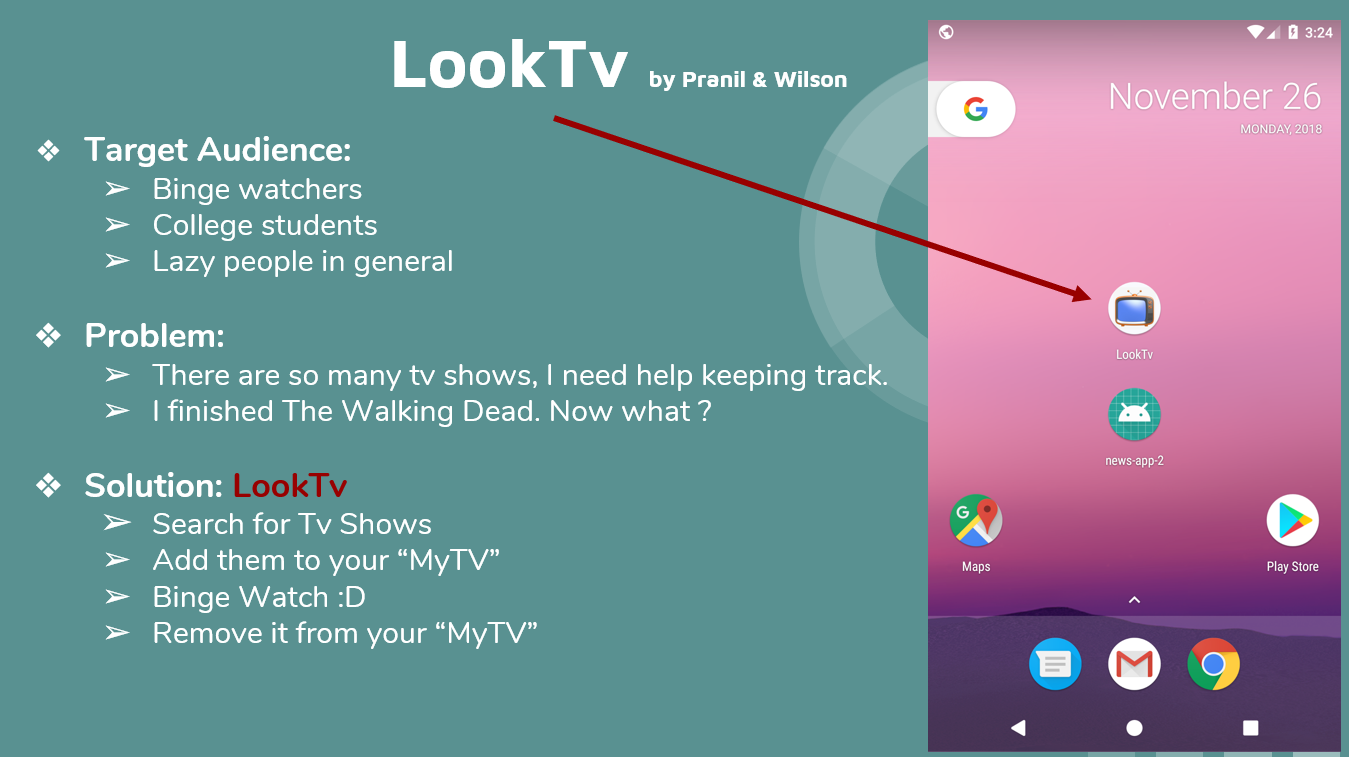 LookTv by Pranil & Wilson
❖ Target Audience:
➢ Binge watchers
➢ College students
➢ Lazy people in general
❖ Problem:
➢ There are so many tv shows, I need help keeping track.
➢ I finished The Walking Dead. Now what ?
❖ Solution: LookTv
➢ Search for Tv Shows
➢ Add them to your “MyTV”
➢ Binge Watch :D
➢ Remove it from your “MyTV”
3:24
G
November 26
MONDAY, 2018
LookTv
news-app-2
G
Maps
Play Store